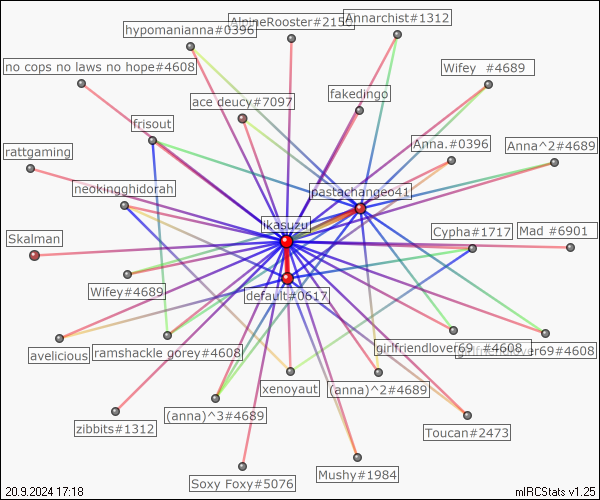 AlpineRooster#215
Annarchist#1312
hypomanianna#0396
no cops no laws no hope#4608
Wifey  #4689
fakedingo
ace deucy#7097
frisout
Anna.#0396
Anna^2#4689
rattgaming
neokingghidorah
pastachangeo41
ikasuzu
Cypha#1717
Mad #6901
Skalman
Wifey#4689
default#0617
avelicious
ramshackle gorey#4608
girlfriendlover69  #4608
girlfriendlover69#4608
xenoyaut
(anna)^2#4689
(anna)^3#4689
zibbits#1312
Toucan#2473
Soxy Foxy#5076
Mushy#1984
20.9.2024 17:18
mIRCStats v1.25